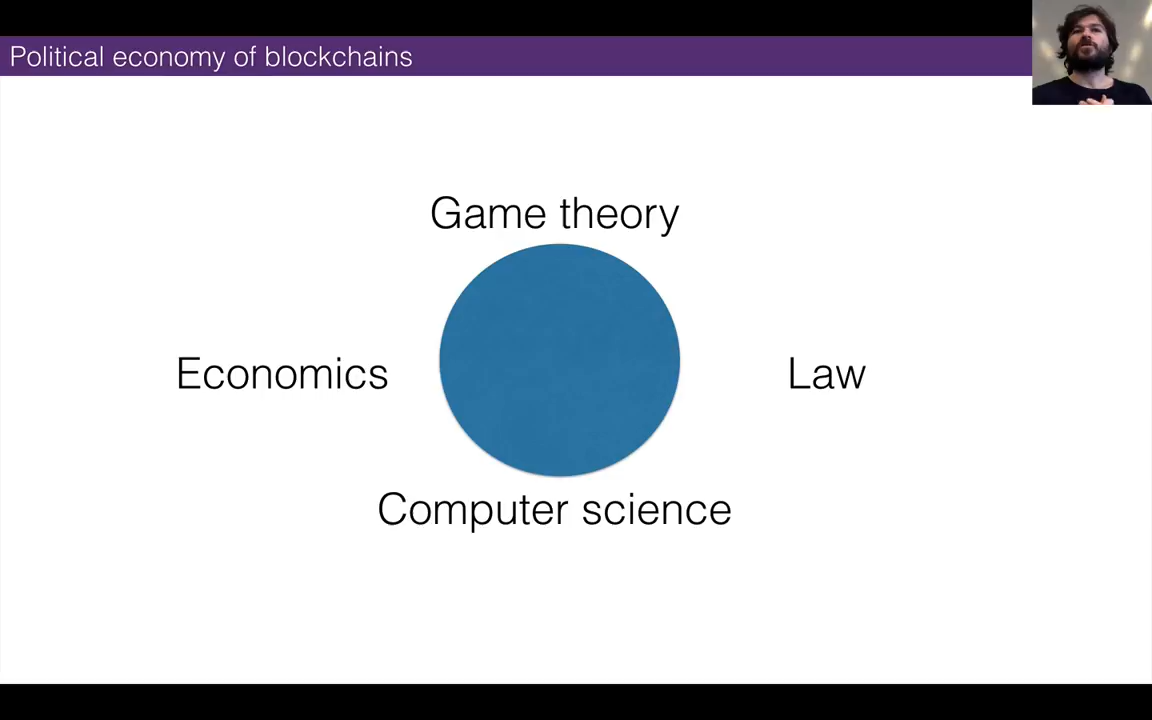 Political economy of blockchains
Game theory
Economics
Law
Computer science